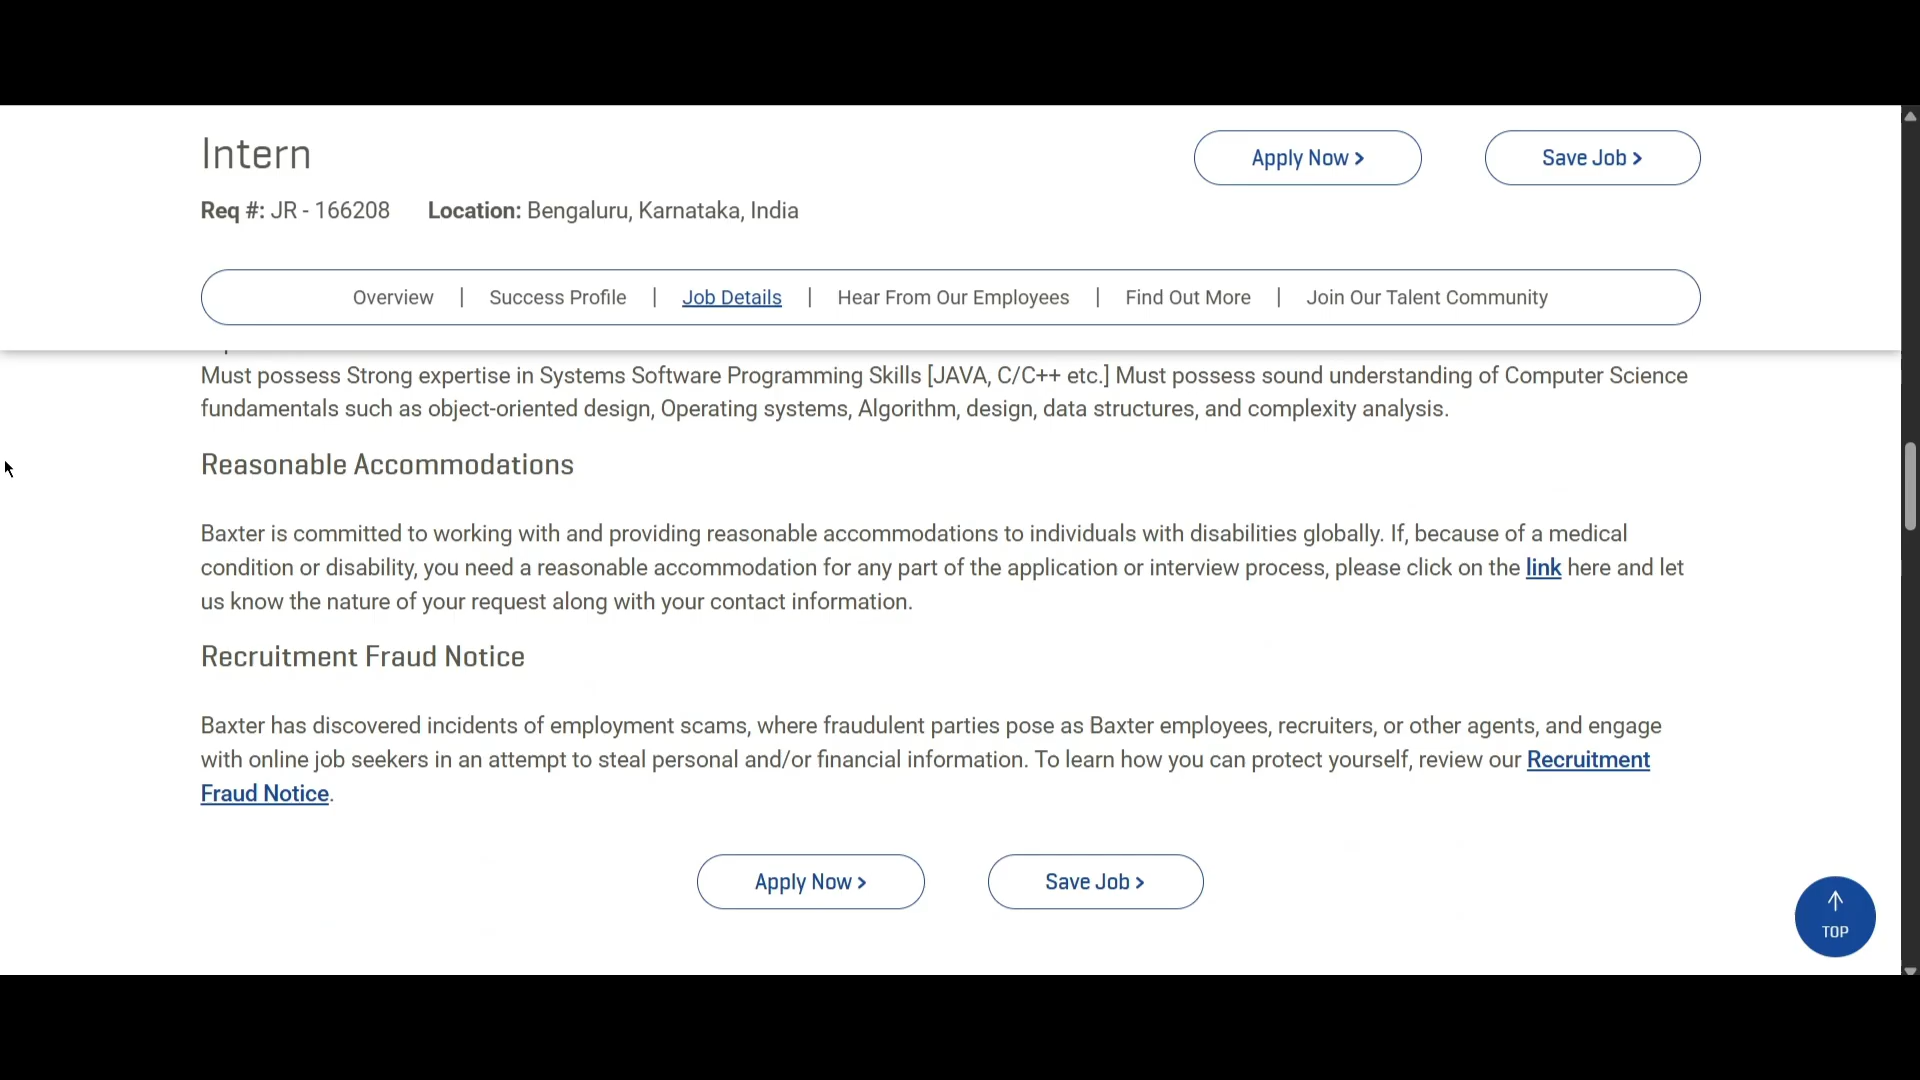 Intern
Apply Now >
Save Job >
Req #: JR - 166208 Location: Bengaluru, Karnataka, India
Overview | Success Profile | Job Details | Hear From Our Employees | Find Out More | Join Our Talent Community
Must possess Strong expertise in Systems Software Programming Skills [JAVA, C/C++ etc.] Must possess sound understanding of Computer Science
fundamentals such as object-oriented design, Operating systems, Algorithm, design, data structures, and complexity analysis.
Reasonable Accommodations
Baxter is committed to working with and providing reasonable accommodations to individuals with disabilities globally. If, because of a medical
condition or disability, you need a reasonable accommodation for any part of the application or interview process, please click on the link here and let
us know the nature of your request along with your contact information.
Recruitment Fraud Notice
Baxter has discovered incidents of employment scams, where fraudulent parties pose as Baxter employees, recruiters, or other agents, and engage
with online job seekers in an attempt to steal personal and/or financial information. To learn how you can protect yourself, review our Recruitment
Fraud Notice.
Apply Now >
Save Job >
TOP